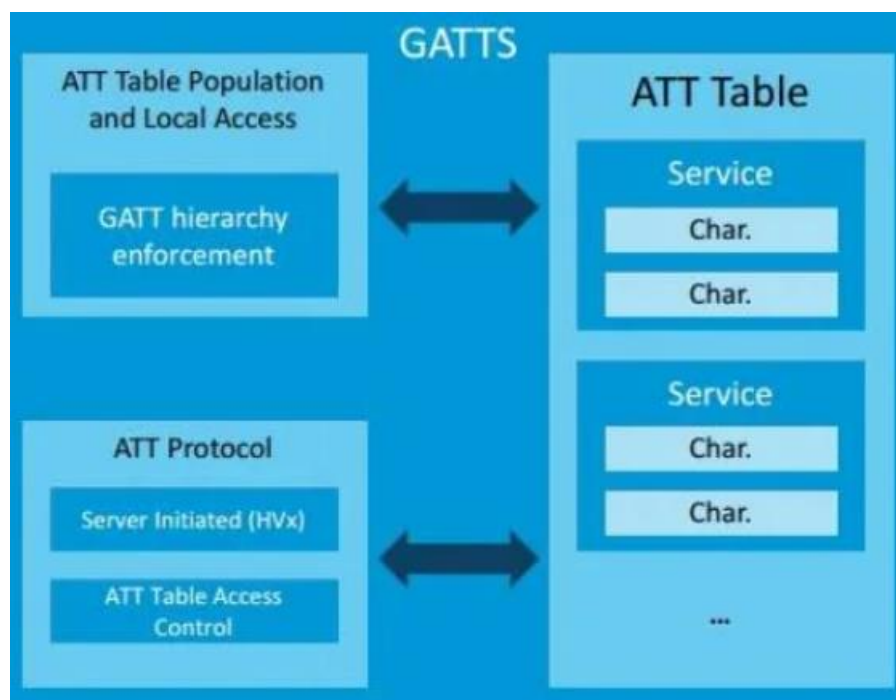 GATTS
ATT Table Population
and Local Access
GATT hierarchy
enforcement
ATT Protocol
Server Initiated (HVx)
ATT Table Access
Control
ATT Table
Service
Char.
Char.
Service
Char.
Char.
...